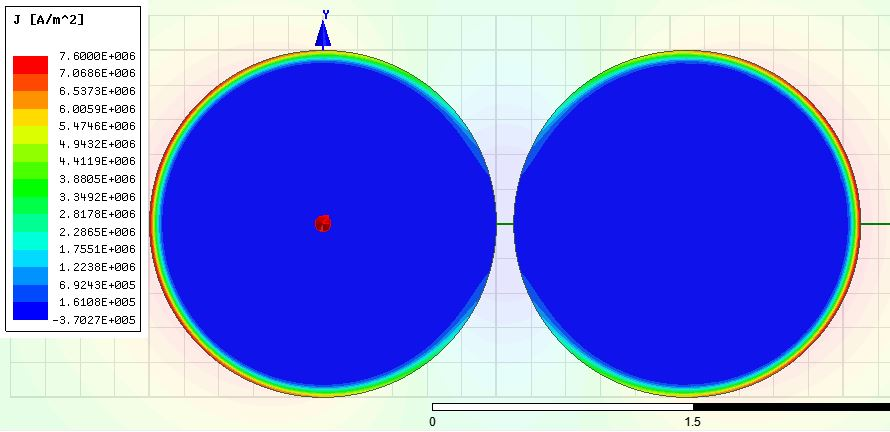 J [A/m^2]
7.6000E+006
7.0686E+006
6.5373E+006
6.0059E+006
5.4746E+006
4.9432E+006
4.4119E+006
3.8805E+006
3.3492E+006
2.8178E+006
2.2865E+006
1.7551E+006
1.2238E+006
6.9243E+005
1.6108E+005
-3.7027E+005
Y
0
1.5